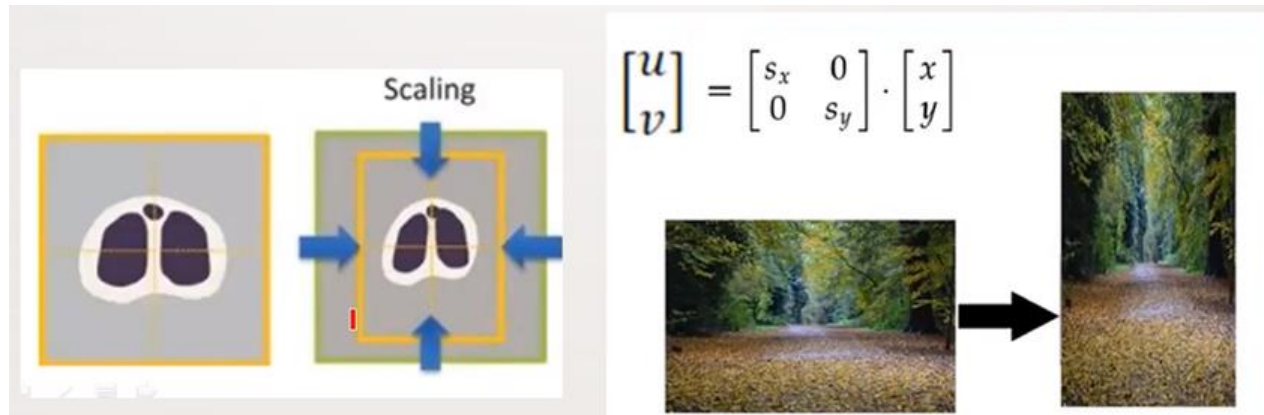 Scaling
[u v] = [s_x 0 0 s_y] · [x y]